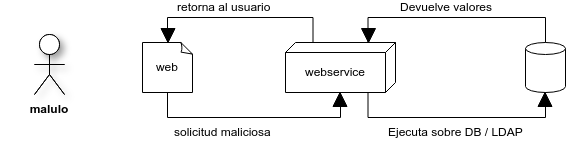 retorna al usuario
Devuelve valores
web
webservice
malulo
solicitud maliciosa
Ejecuta sobre DB / LDAP